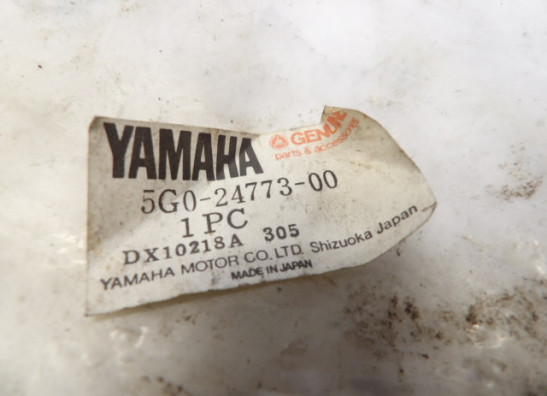 YAMAHA
GENUINE
parts & accessories
5G0-24773-00
1 PC
DX10218A 305
YAMAHA MOTOR CO.LTD. Shizuoka Japan
MADE IN JAPAN